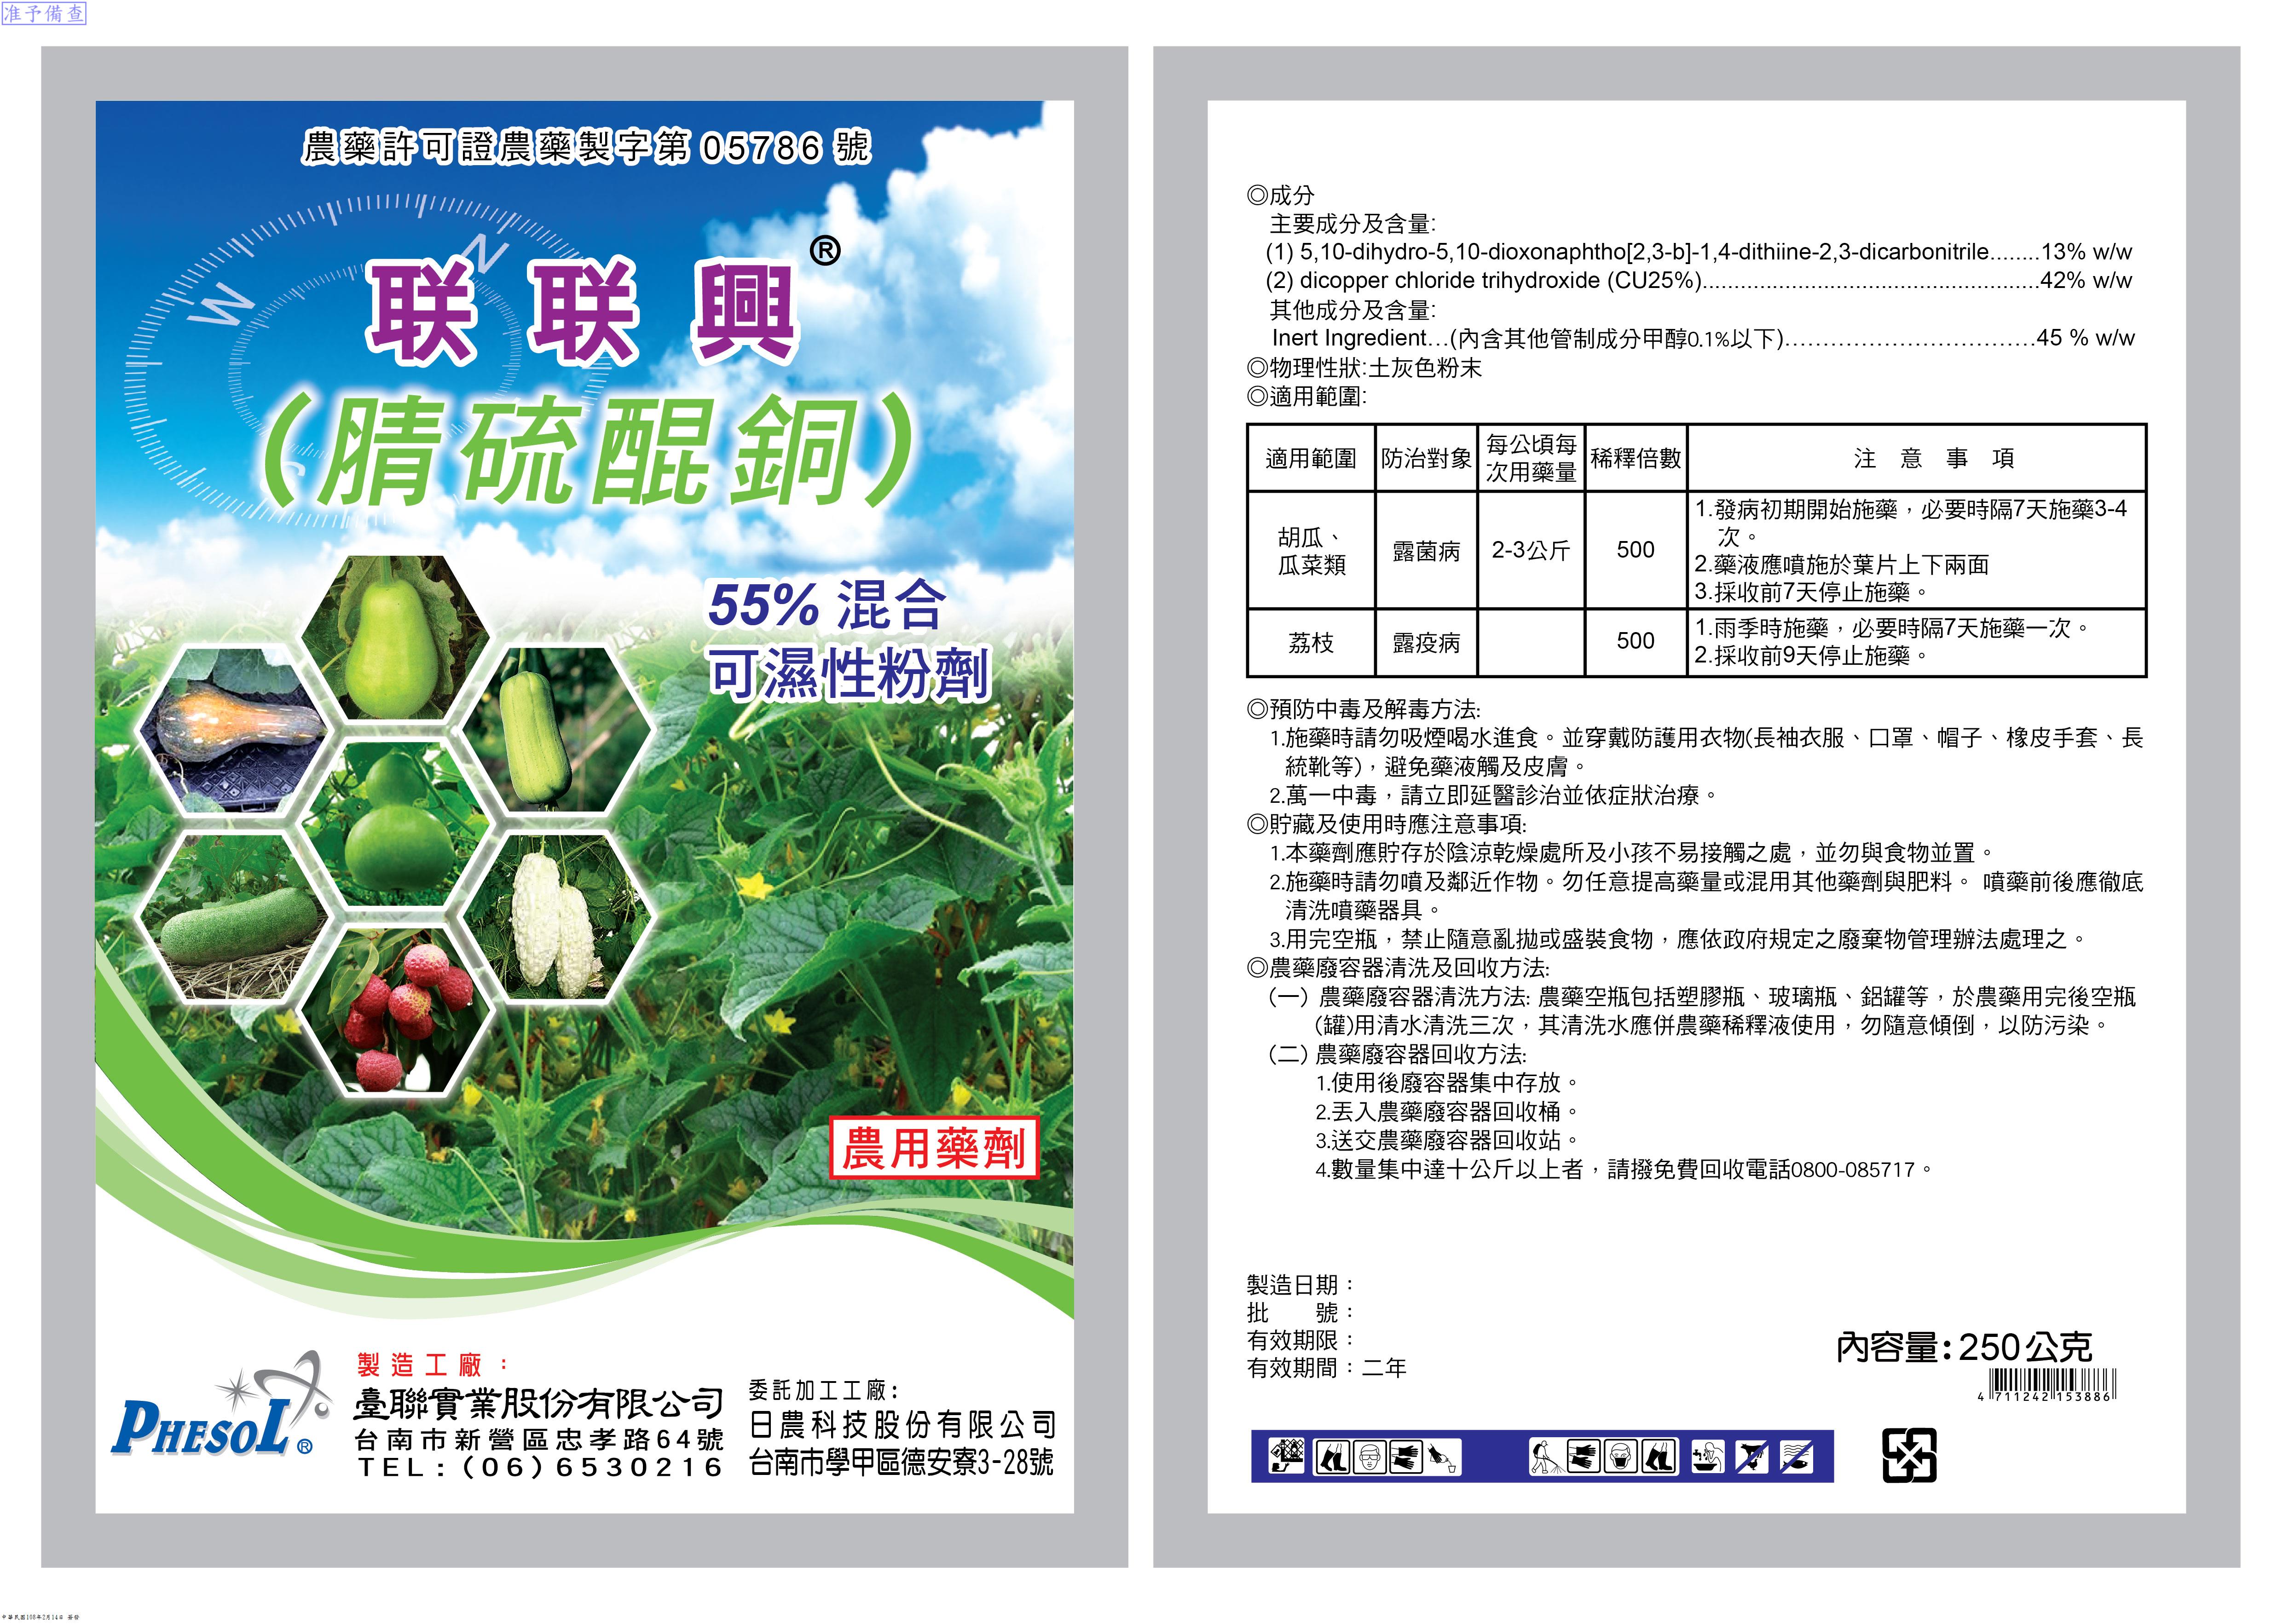 准予備查
農藥許可證農藥製字第 05786 號
联联興®
(腈硫醌銅)
55% 混合
可濕性粉劑
農用藥劑
PHESOL®
製造工廠：
臺聯實業股份有限公司
台南市新營區忠孝路64號
TEL:(06)6530216
委託加工工廠:
日農科技股份有限公司
台南市學甲區德安寮3-28號
◎成分
主要成分及含量:
(1) 5,10-dihydro-5,10-dioxonaphtho[2,3-b]-1,4-dithiine-2,3-dicarbonitrile........13% w/w
(2) dicopper chloride trihydroxide (CU25%).....................................................42% w/w
其他成分及含量:
Inert Ingredient…(內含其他管制成分甲醇0.1%以下)……………………………45 % w/w
◎物理性狀:土灰色粉末
◎適用範圍:
適用範圍 防治對象 每公頃每次用藥量 稀釋倍數 注 意 事 項
胡瓜、瓜菜類 露菌病 2-3公斤 500
1.發病初期開始施藥，必要時隔7天施藥3-4
次。
2.藥液應噴施於葉片上下兩面
3.採收前7天停止施藥。
荔枝 露疫病 500
1.雨季時施藥，必要時隔7天施藥一次。
2.採收前9天停止施藥。
◎預防中毒及解毒方法:
1.施藥時請勿吸煙喝水進食。並穿戴防護用衣物(長袖衣服、口罩、帽子、橡皮手套、長
統靴等)，避免藥液觸及皮膚。
2.萬一中毒，請立即延醫診治並依症狀治療。
◎貯藏及使用時應注意事項:
1.本藥劑應貯存於陰涼乾燥處所及小孩不易接觸之處，並勿與食物並置。
2.施藥時請勿噴及鄰近作物。勿任意提高藥量或混用其他藥劑與肥料。 噴藥前後應徹底
清洗噴藥器具。
3.用完空瓶，禁止隨意亂拋或盛裝食物，應依政府規定之廢棄物管理辦法處理之。
◎農藥廢容器清洗及回收方法:
(一) 農藥廢容器清洗方法: 農藥空瓶包括塑膠瓶、玻璃瓶、鋁罐等，於農藥用完後空瓶
(罐)用清水清洗三次，其清洗水應併農藥稀釋液使用，勿隨意傾倒，以防污染。
(二) 農藥廢容器回收方法:
1.使用後廢容器集中存放。
2.丟入農藥廢容器回收桶。
3.送交農藥廢容器回收站。
4.數量集中達十公斤以上者，請撥免費回收電話0800-085717。
製造日期：
批　　號：
有效期限：
有效期間：二年
內容量:250公克
4 711242 153886
中華民國108年2月14日 簽發
W
N
S